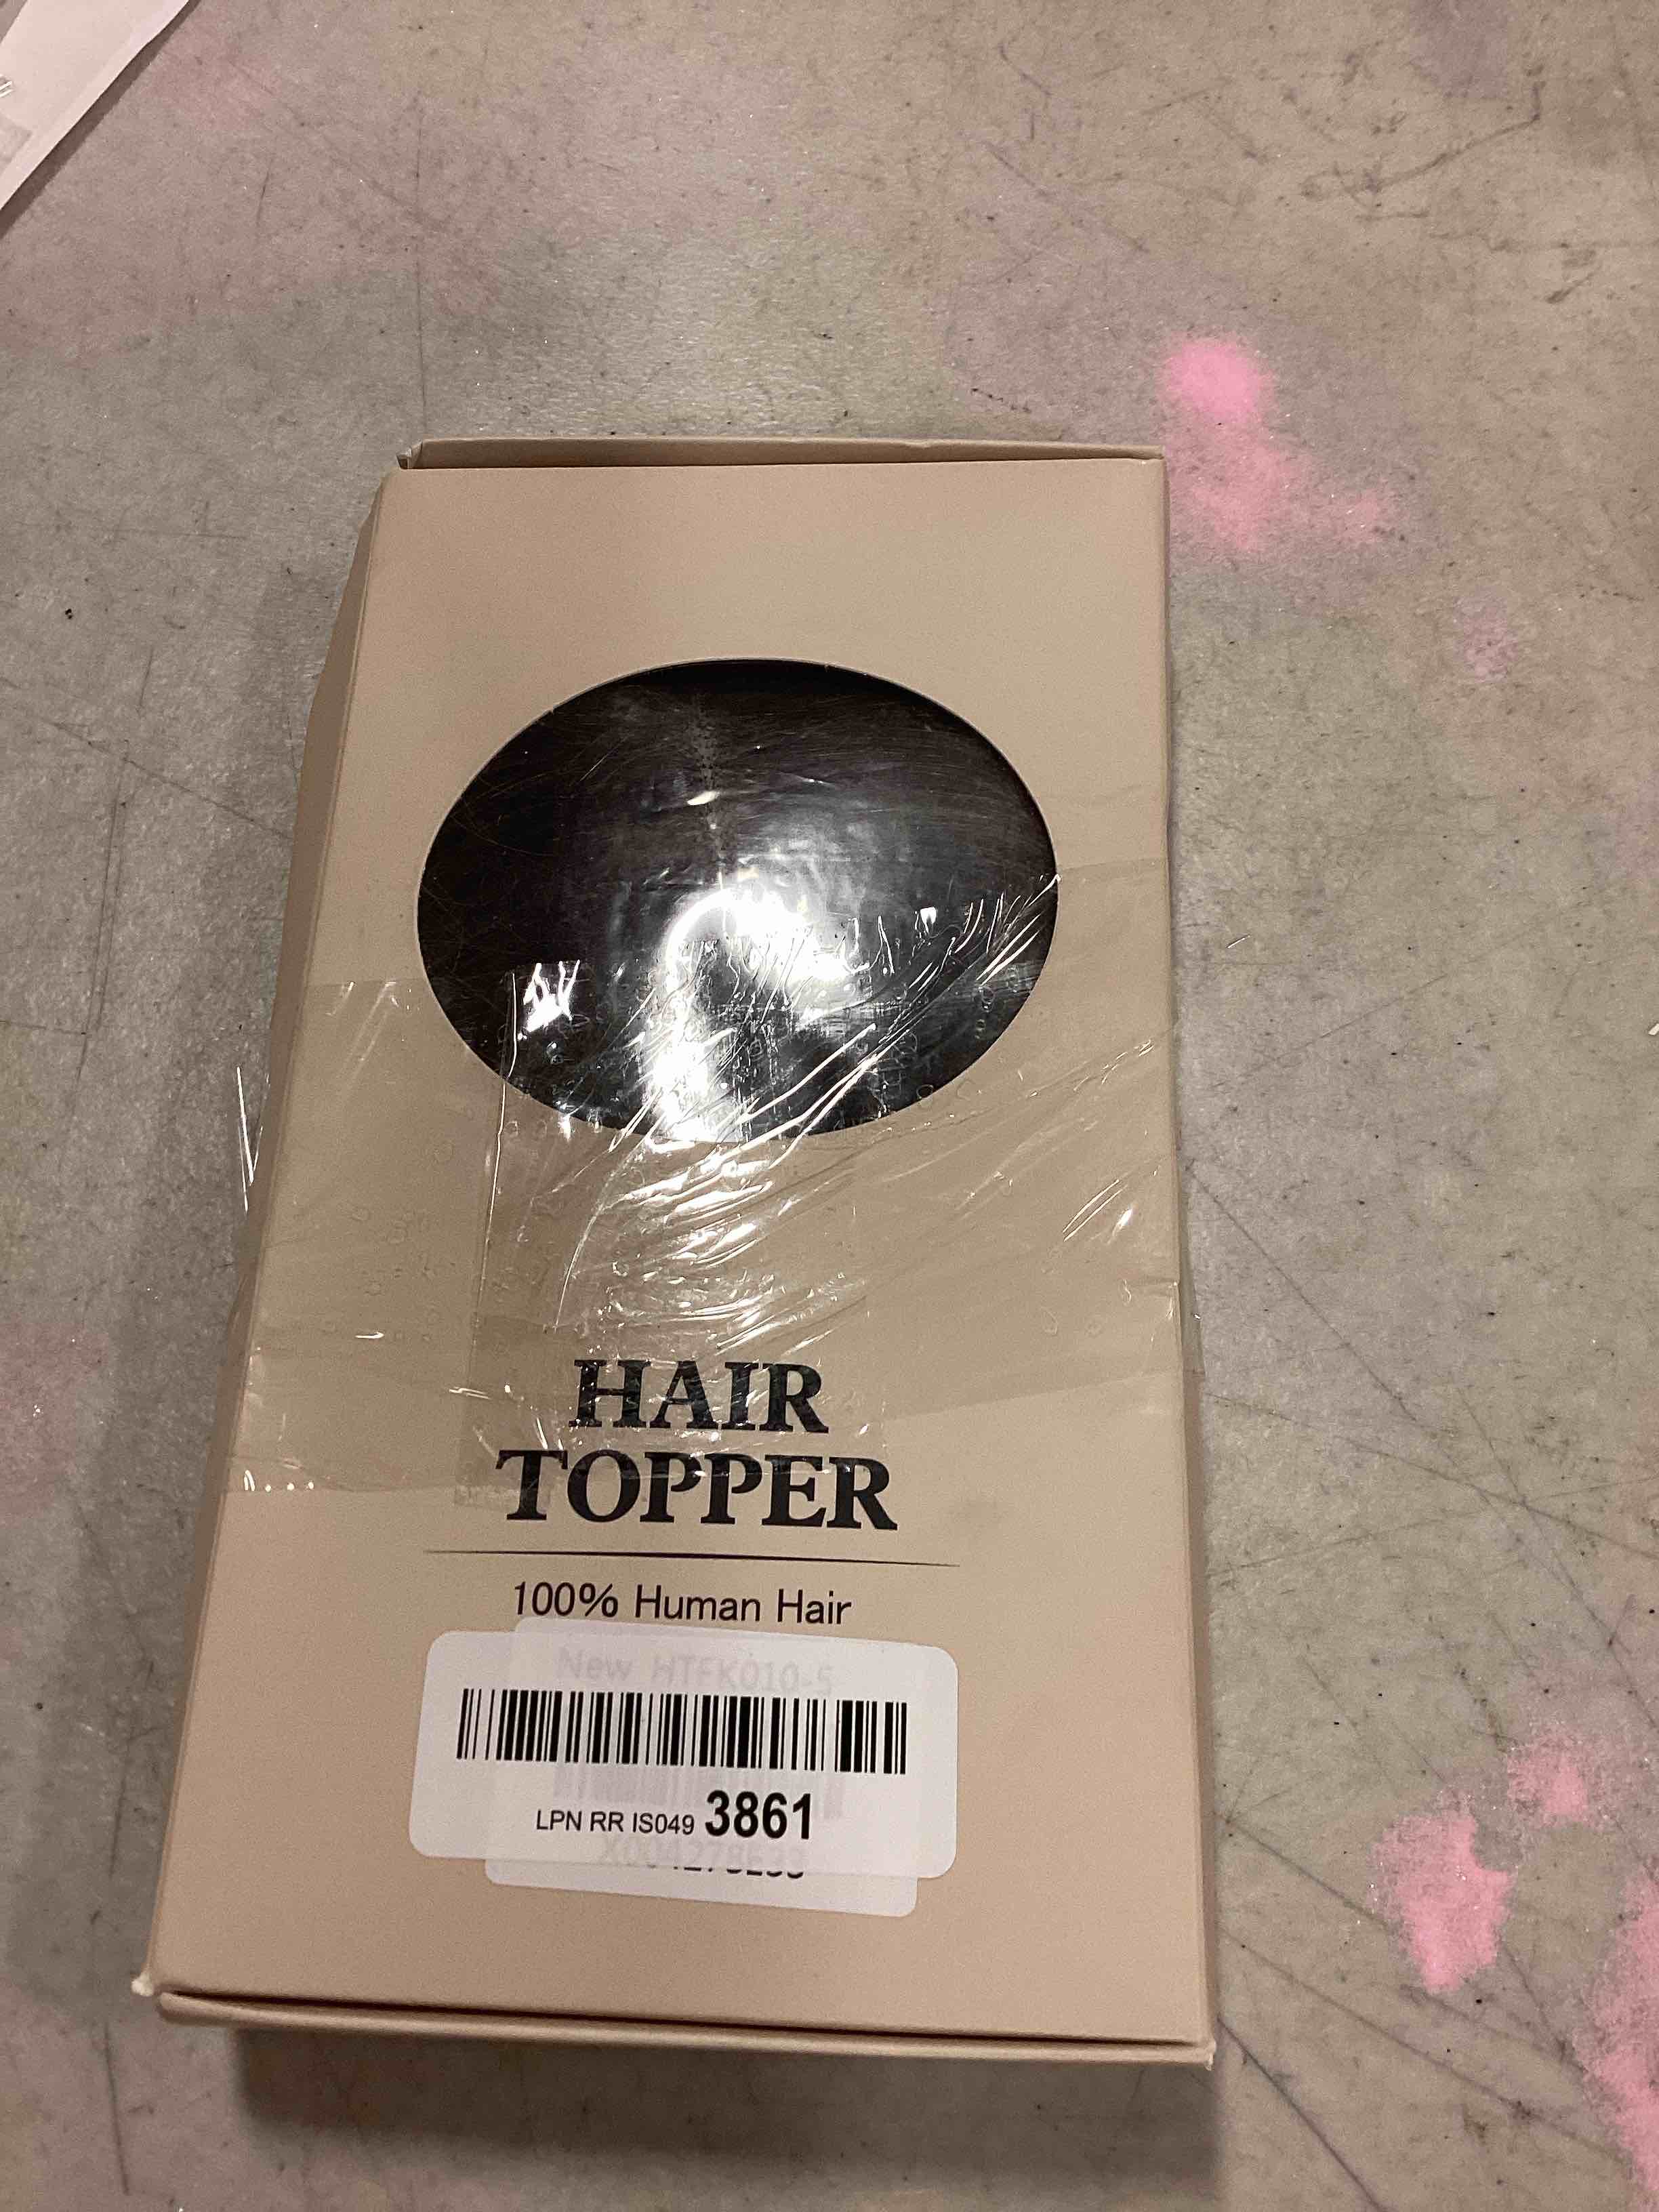 HAIR
TOPPER
100% Human Hair
New HTFK010-5
LPN RR IS049 3861